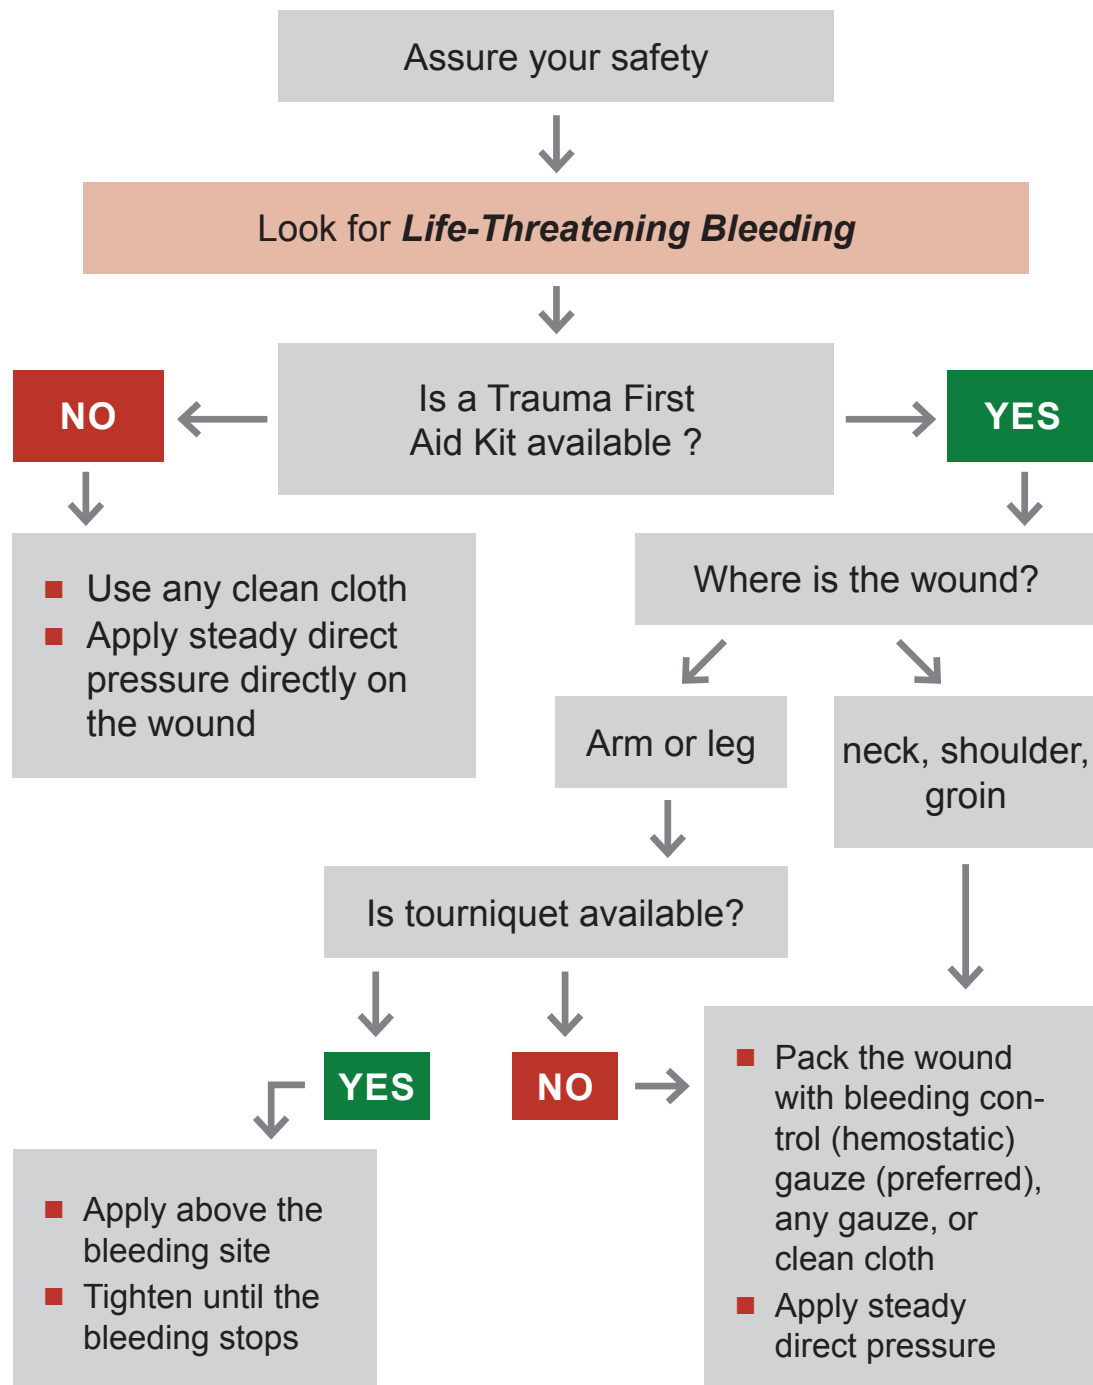 Assure your safety
Look for Life-Threatening Bleeding
Is a Trauma First
Aid Kit available ?
NO
YES
Use any clean cloth
Apply steady direct
pressure directly on
the wound
Where is the wound?
Arm or leg
neck, shoulder,
groin
Is tourniquet available?
YES
NO
Apply above the
bleeding site
Tighten until the
bleeding stops
Pack the wound
with bleeding con-
trol (hemostatic)
gauze (preferred),
any gauze, or
clean cloth
Apply steady
direct pressure